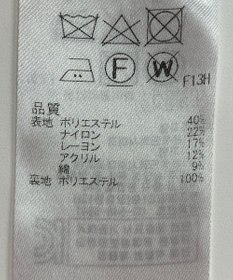 F
W
F13H
品質
表地 ポリエステル 40%
ナイロン 22%
レーヨン 17%
アクリル 12%
綿 9%
裏地 ポリエステル 100%